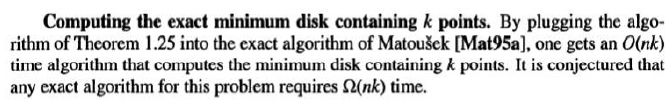 Computing the exact minimum disk containing k points. By plugging the algo-
rithm of Theorem 1.25 into the exact algorithm of Matoušek [Mat95a], one gets an O(nk)
time algorithm that computes the minimum disk containing k points. It is conjectured that
any exact algorithm for this problem requires Ω(nk) time.